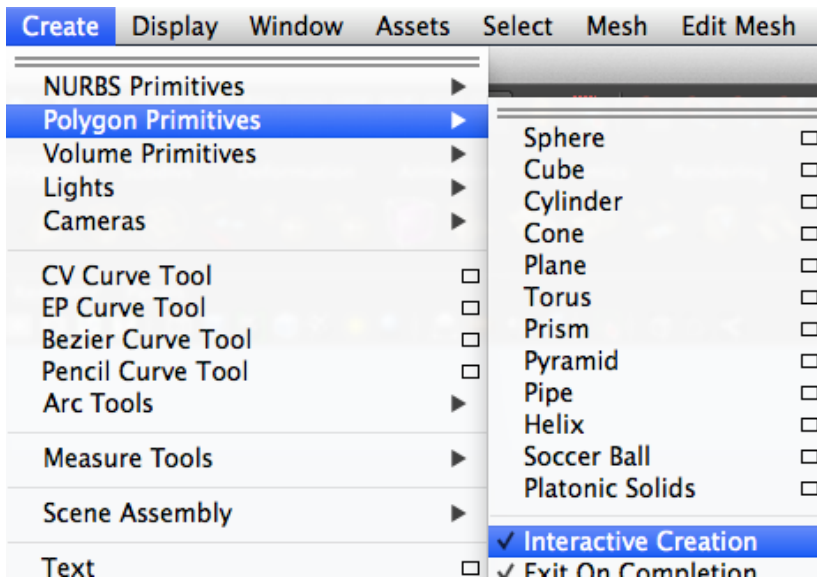 Create Display Window Assets Select Mesh Edit Mesh
NURBS Primitives
Polygon Primitives
Volume Primitives
Lights
Cameras
CV Curve Tool
EP Curve Tool
Bezier Curve Tool
Pencil Curve Tool
Arc Tools
Measure Tools
Scene Assembly
Text
Sphere
Cube
Cylinder
Cone
Plane
Torus
Prism
Pyramid
Pipe
Helix
Soccer Ball
Platonic Solids
Interactive Creation
Exit On Completion